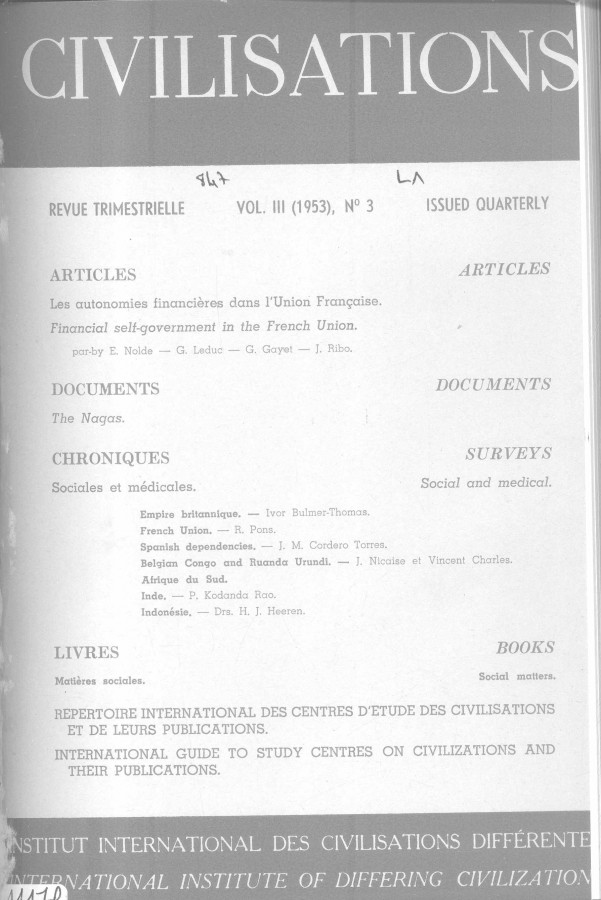 CIVILISATIONS
847 LΛ
REVUE TRIMESTRIELLE VOL. III (1953), Nº 3 ISSUED QUARTERLY
ARTICLES ARTICLES
Les autonomies financières dans l'Union Française.
Financial self-government in the French Union.
par-by E. Nolde — G. Leduc — G. Gayet — J. Ribo.
DOCUMENTS DOCUMENTS
The Nagas.
CHRONIQUES SURVEYS
Sociales et médicales. Social and medical.
Empire britannique. — Ivor Bulmer-Thomas.
French Union. — R. Pons.
Spanish dependencies. — J. M. Cordero Torres.
Belgian Congo and Ruanda Urundi. — J. Nicaise et Vincent Charles.
Afrique du Sud.
Inde. — P. Kodanda Rao.
Indonésie. — Drs. H. J. Heeren.
LIVRES BOOKS
Matières sociales. Social matters.
REPERTOIRE INTERNATIONAL DES CENTRES D'ETUDE DES CIVILISATIONS
ET DE LEURS PUBLICATIONS.
INTERNATIONAL GUIDE TO STUDY CENTRES ON CIVILIZATIONS AND
THEIR PUBLICATIONS.
NSTITUT INTERNATIONAL DES CIVILISATIONS DIFFÉRENTE
INTERNATIONAL INSTITUTE OF DIFFERING CIVILIZATION